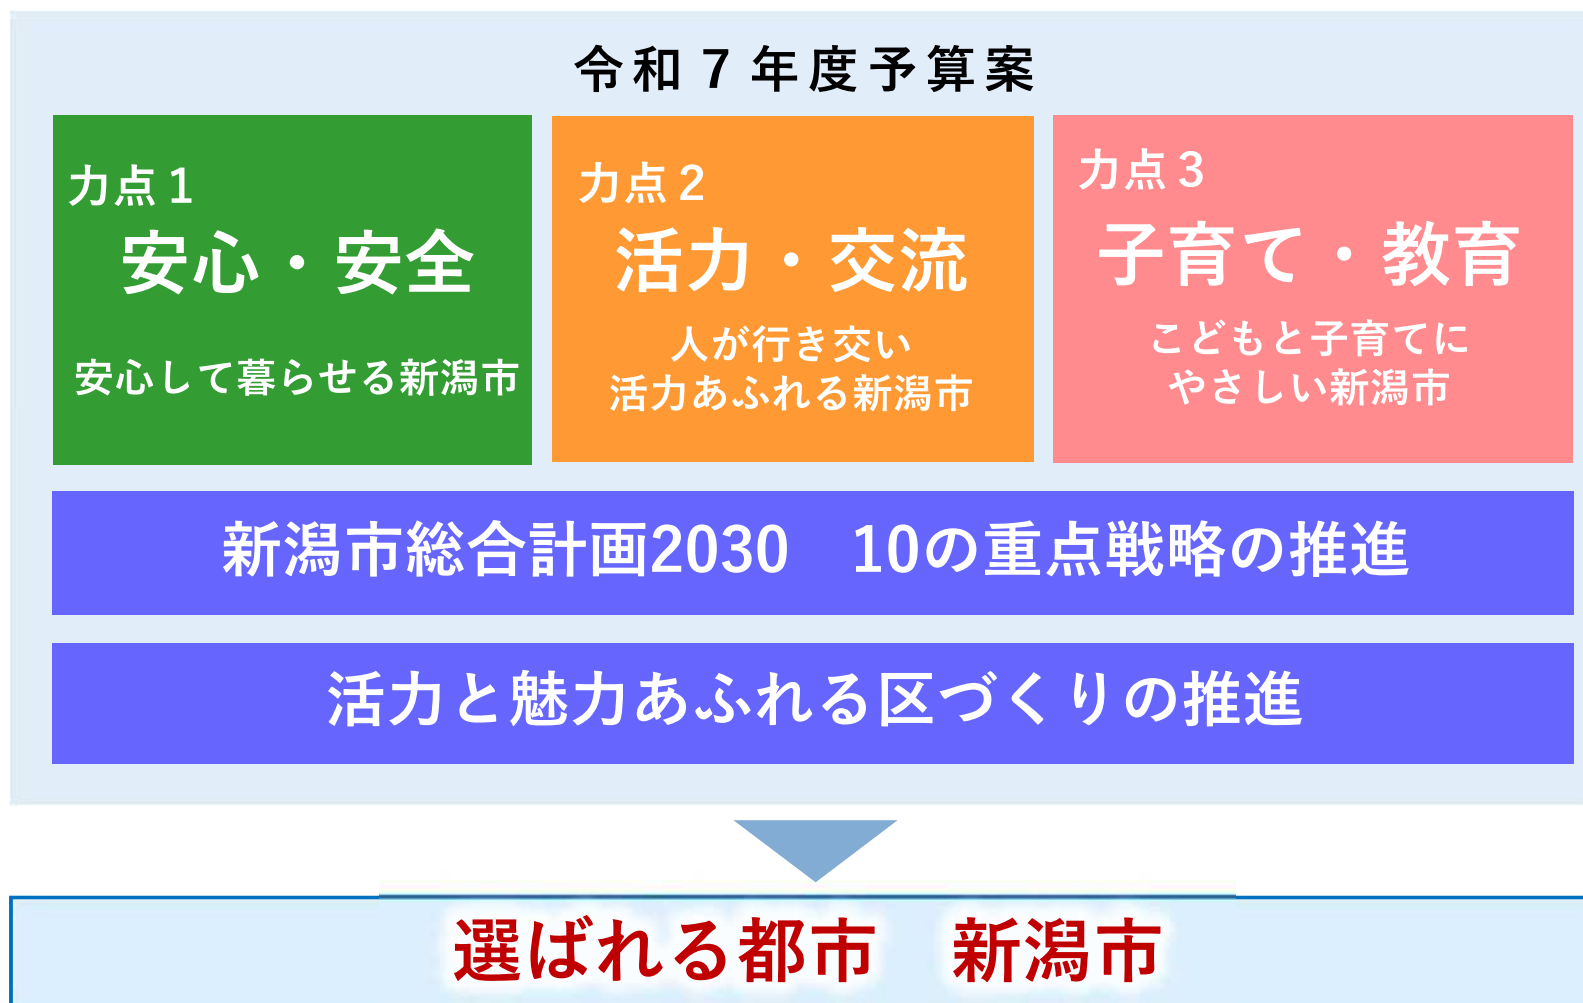 令和７年度予算案
力点１
安心・安全
安心して暮らせる新潟市
力点２
活力・交流
人が行き交い
活力あふれる新潟市
力点３
子育て・教育
こどもと子育てに
やさしい新潟市
新潟市総合計画2030　10の重点戦略の推進
活力と魅力あふれる区づくりの推進
選ばれる都市　新潟市